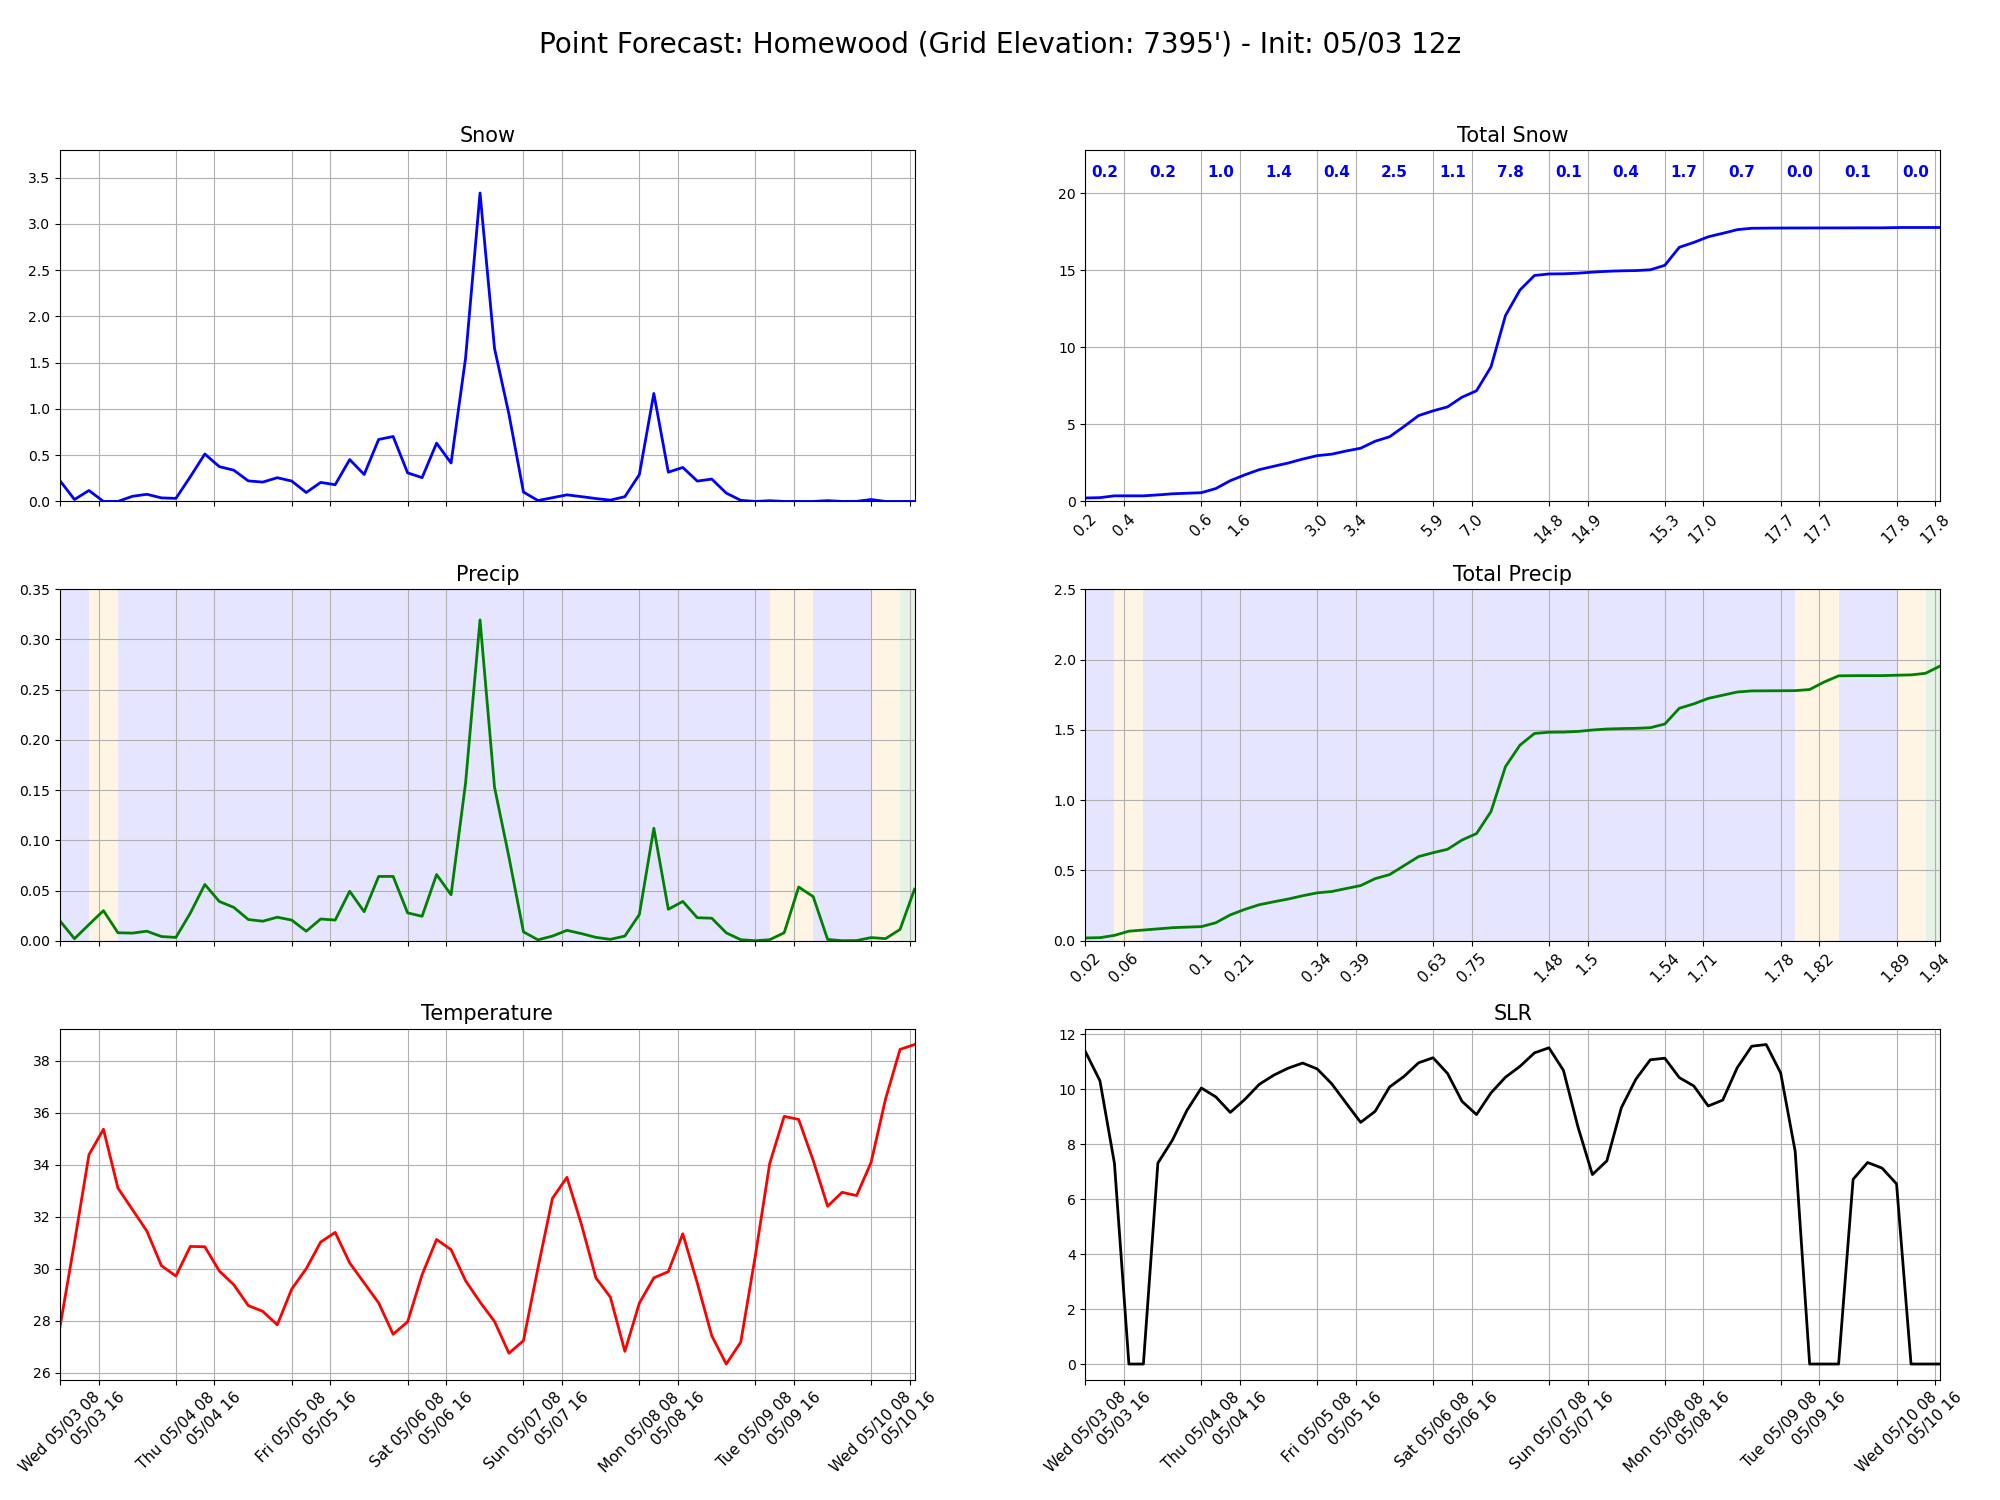 Point Forecast: Homewood (Grid Elevation: 7395') - Init: 05/03 12z
Snow
3.5
3.0
2.5
2.0
1.5
1.0
0.5
0.0
Total Snow
0.2 0.2 1.0 1.4 0.4 2.5 1.1 7.8 0.1 0.4 1.7 0.7 0.0 0.1 0.0
20
15
10
5
0
0.2 0.4 0.6 1.6 3.0 3.4 5.9 7.0 14.8 14.9 15.3 17.0 17.7 17.7 17.8 17.8
Precip
0.35
0.30
0.25
0.20
0.15
0.10
0.05
0.00
Total Precip
2.5
2.0
1.5
1.0
0.5
0.0
0.02 0.06 0.1 0.21 0.34 0.39 0.63 0.75 1.48 1.5 1.54 1.71 1.78 1.82 1.89 1.94
Temperature
38
36
34
32
30
28
26
Wed 05/03 08
05/03 16
Thu 05/04 08
05/04 16
Fri 05/05 08
05/05 16
Sat 05/06 08
05/06 16
Sun 05/07 08
05/07 16
Mon 05/08 08
05/08 16
Tue 05/09 08
05/09 16
Wed 05/10 08
05/10 16
SLR
12
10
8
6
4
2
0
Wed 05/03 08
05/03 16
Thu 05/04 08
05/04 16
Fri 05/05 08
05/05 16
Sat 05/06 08
05/06 16
Sun 05/07 08
05/07 16
Mon 05/08 08
05/08 16
Tue 05/09 08
05/09 16
Wed 05/10 08
05/10 16